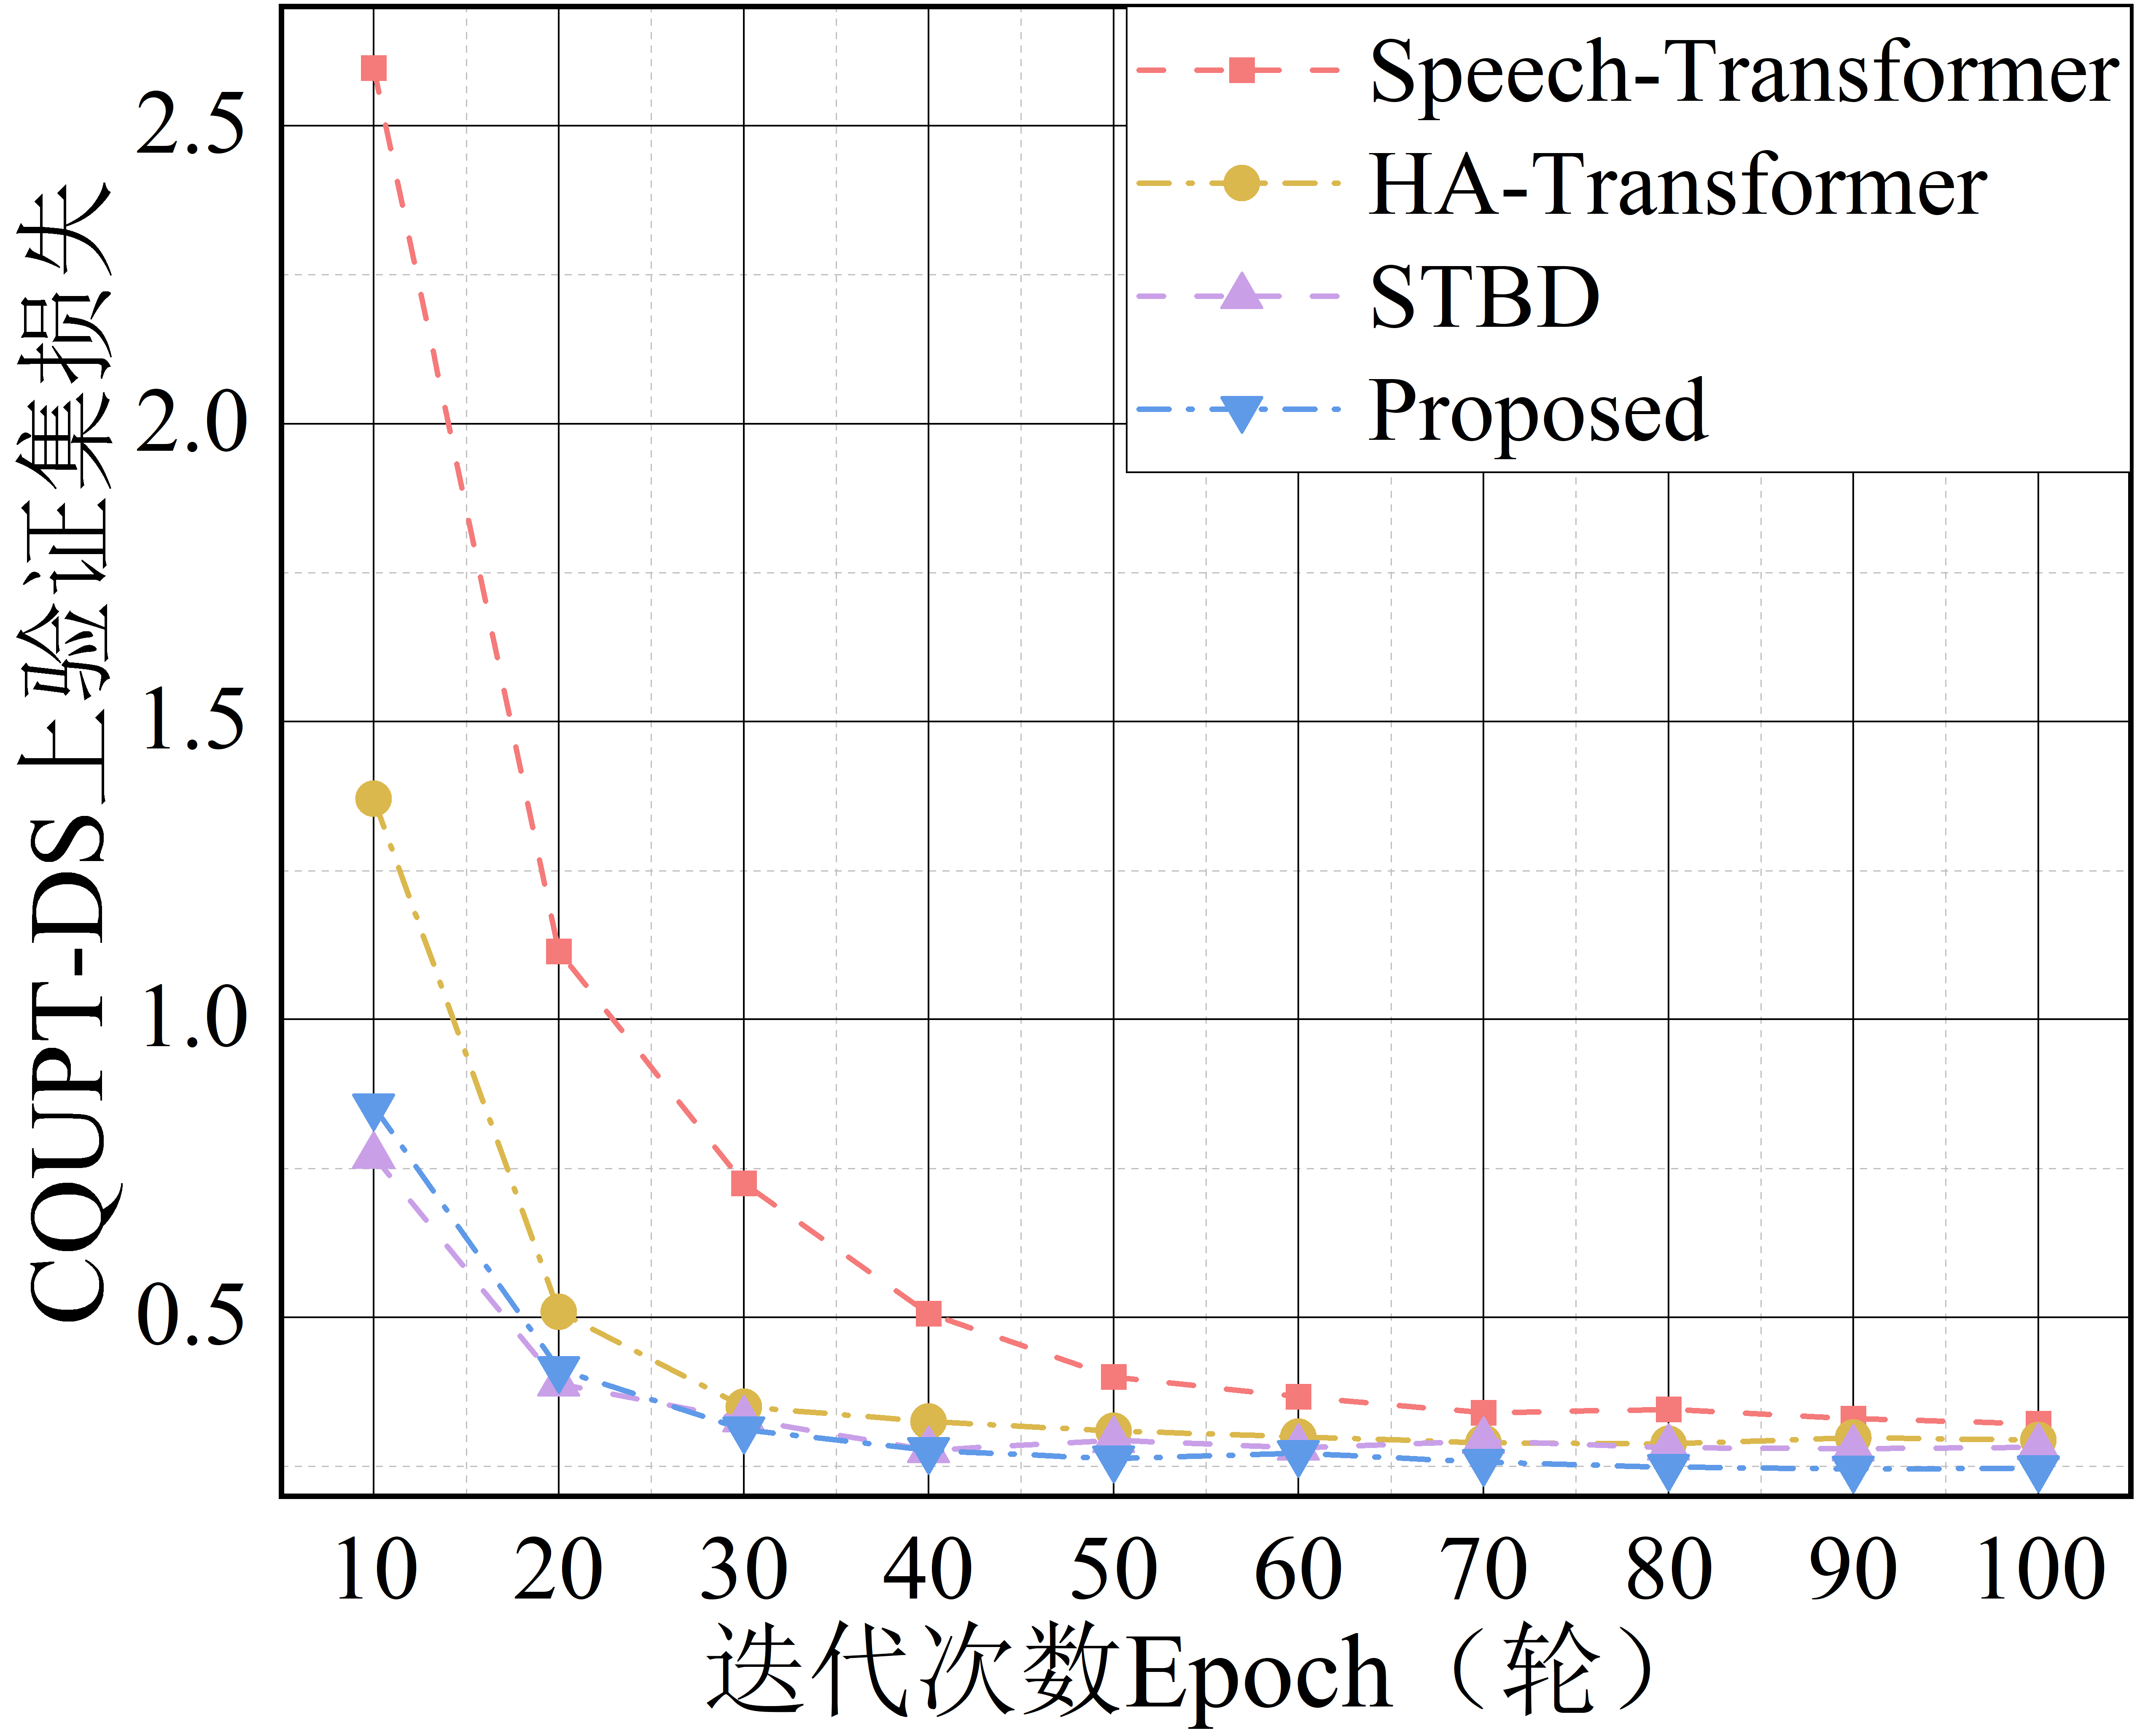 CQUPT-DS上验证集损失
2.5
2.0
1.5
1.0
0.5
Speech-Transformer
HA-Transformer
STBD
Proposed
10 20 30 40 50 60 70 80 90 100
迭代次数Epoch（轮）